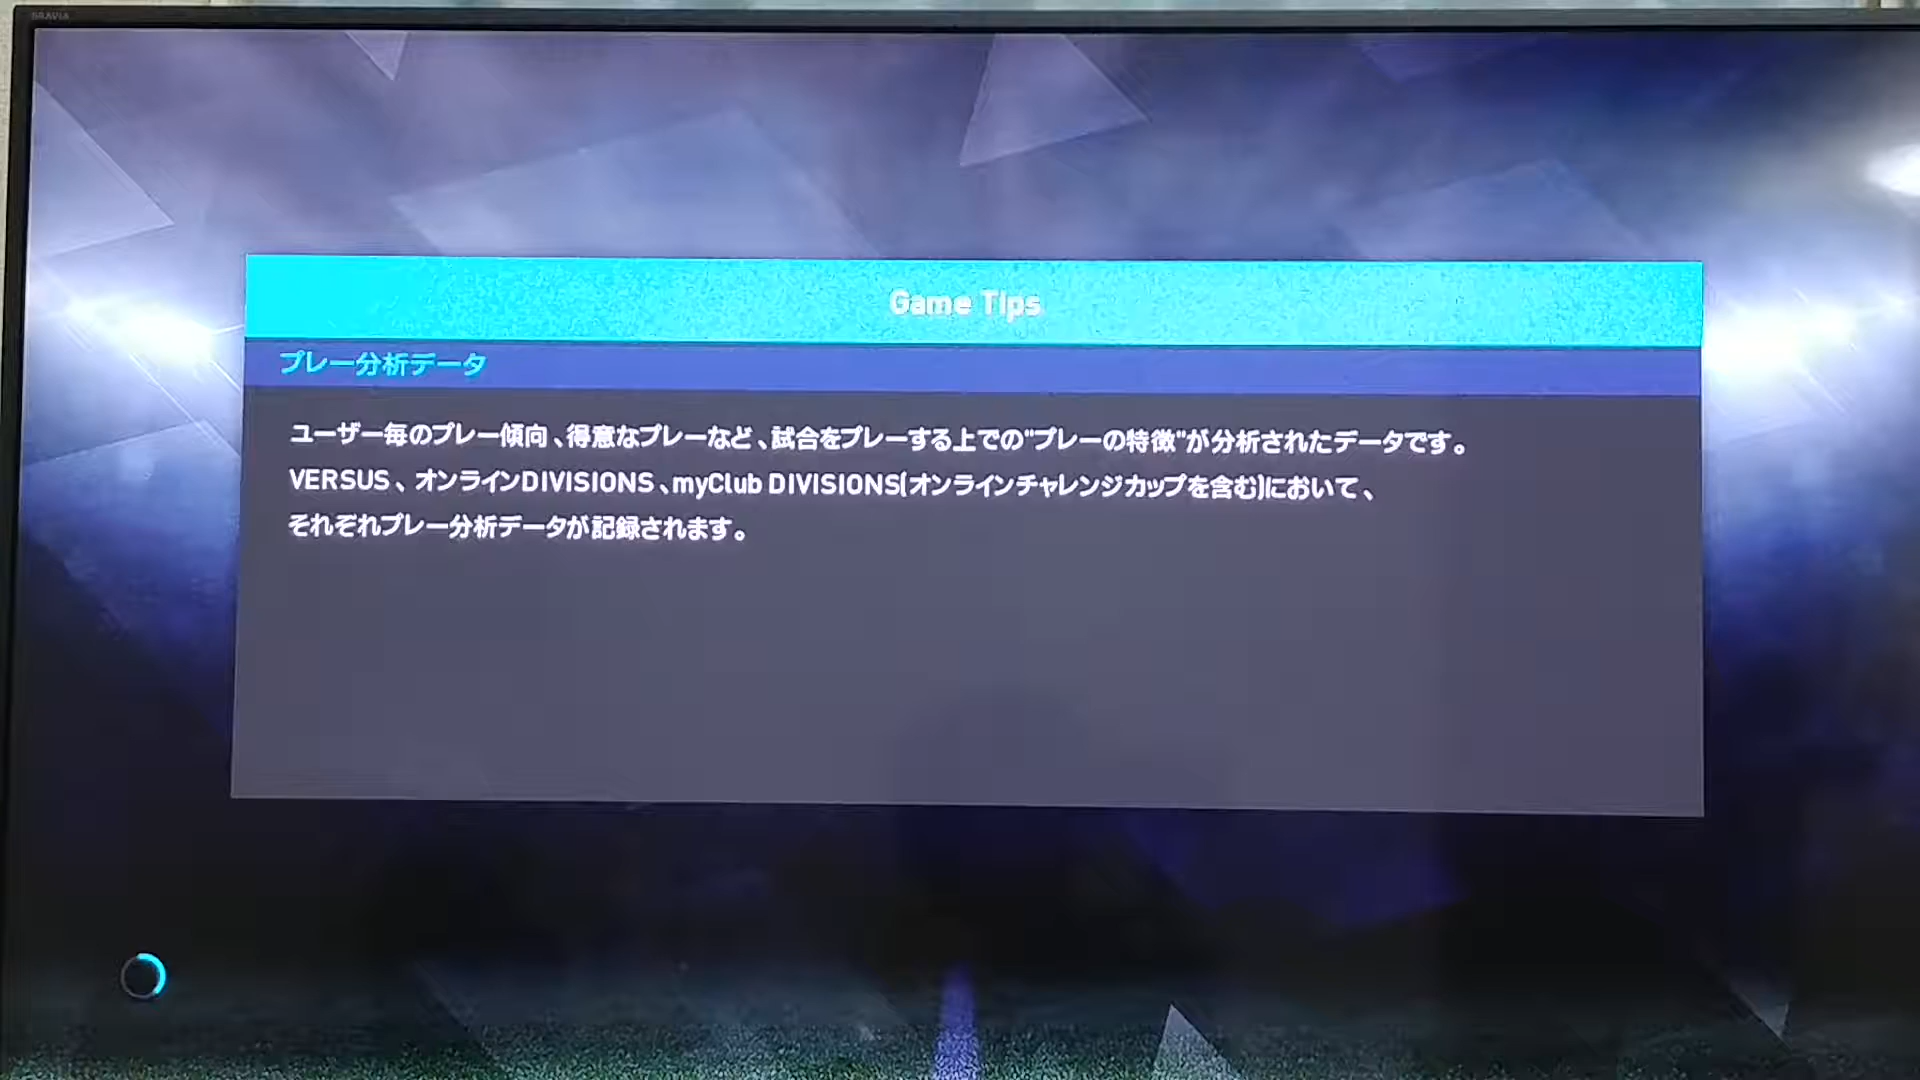 BRAVIA
Game Tips
プレー分析データ
ユーザー毎のプレー傾向、得意なプレーなど、試合をプレーする上での"プレーの特徴"が分析されたデータです。
VERSUS、オンラインDIVISIONS、myClub DIVISIONS(オンラインチャレンジカップを含む)において、
それぞれプレー分析データが記録されます。